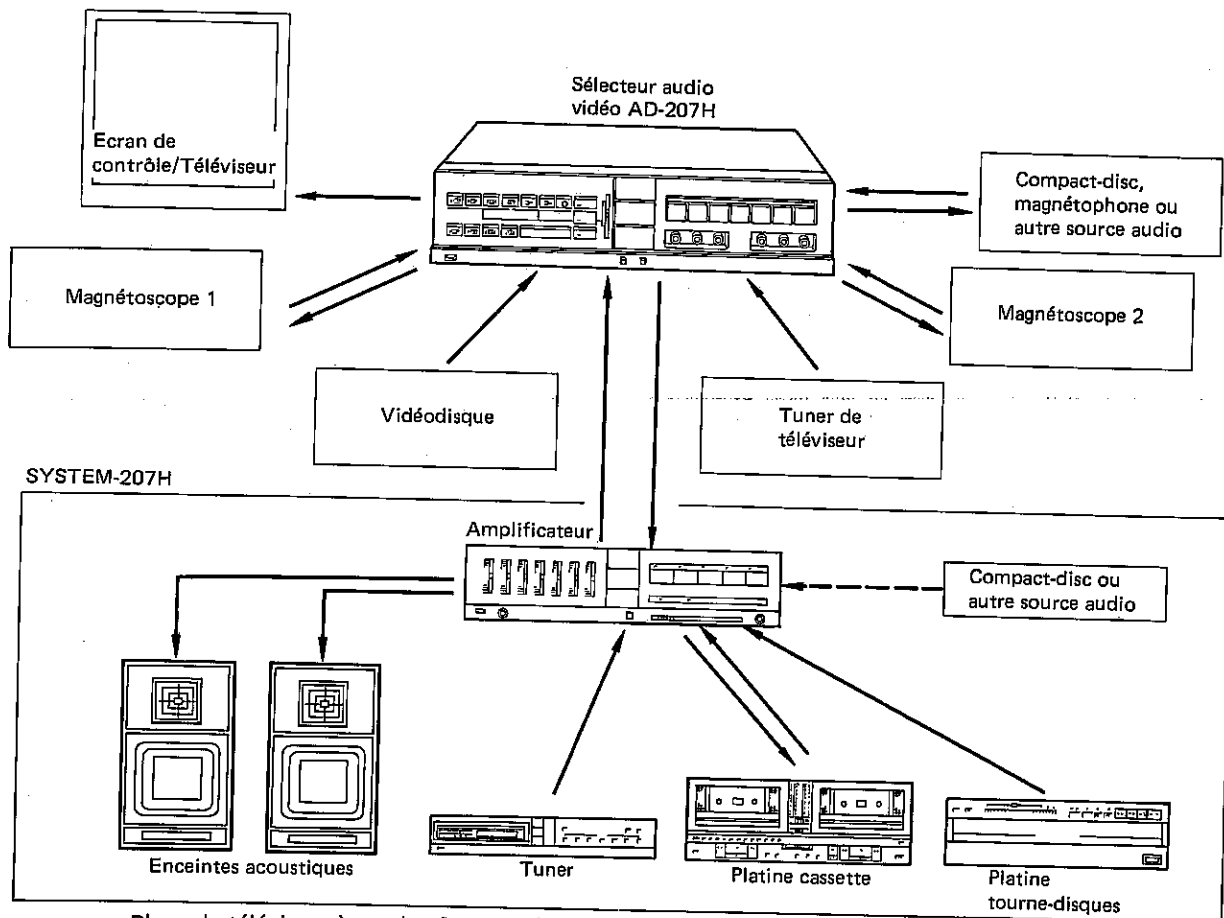 Sélecteur audio
vidéo AD-207H
Ecran de
contrôle/Téléviseur
Compact-disc,
magnétophone ou
autre source audio
Magnétoscope 1
Magnétoscope 2
Vidéodisque
Tuner de
téléviseur
SYSTEM-207H
Amplificateur
Compact-disc ou
autre source audio
Enceintes acoustiques
Tuner
Platine cassette
Platine
tourne-disques